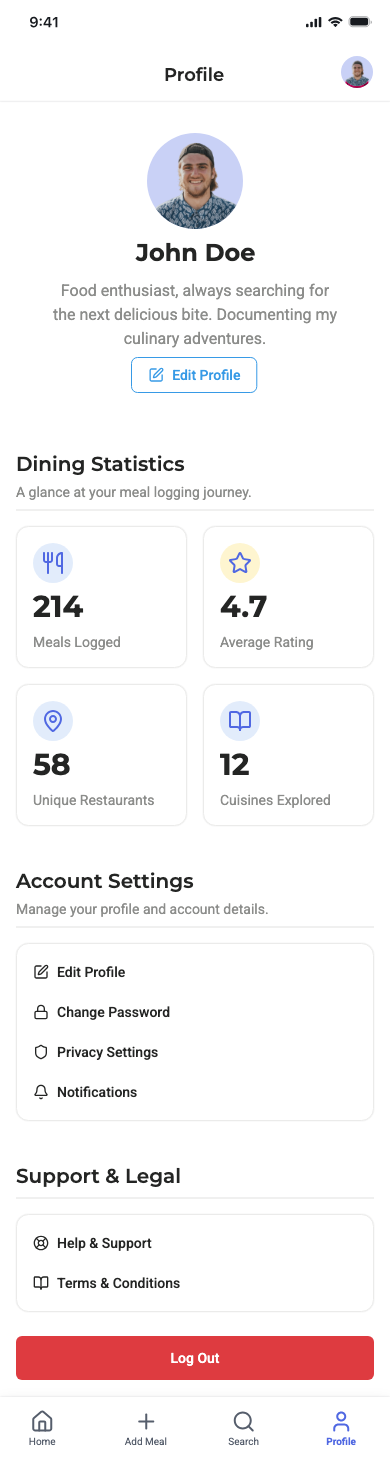 9:41
Profile
John Doe
Food enthusiast, always searching for
the next delicious bite. Documenting my
culinary adventures.
Edit Profile
Dining Statistics
A glance at your meal logging journey.
214
Meals Logged
4.7
Average Rating
58
Unique Restaurants
12
Cuisines Explored
Account Settings
Manage your profile and account details.
Edit Profile
Change Password
Privacy Settings
Notifications
Support & Legal
Help & Support
Terms & Conditions
Log Out
Home
Add Meal
Search
Profile